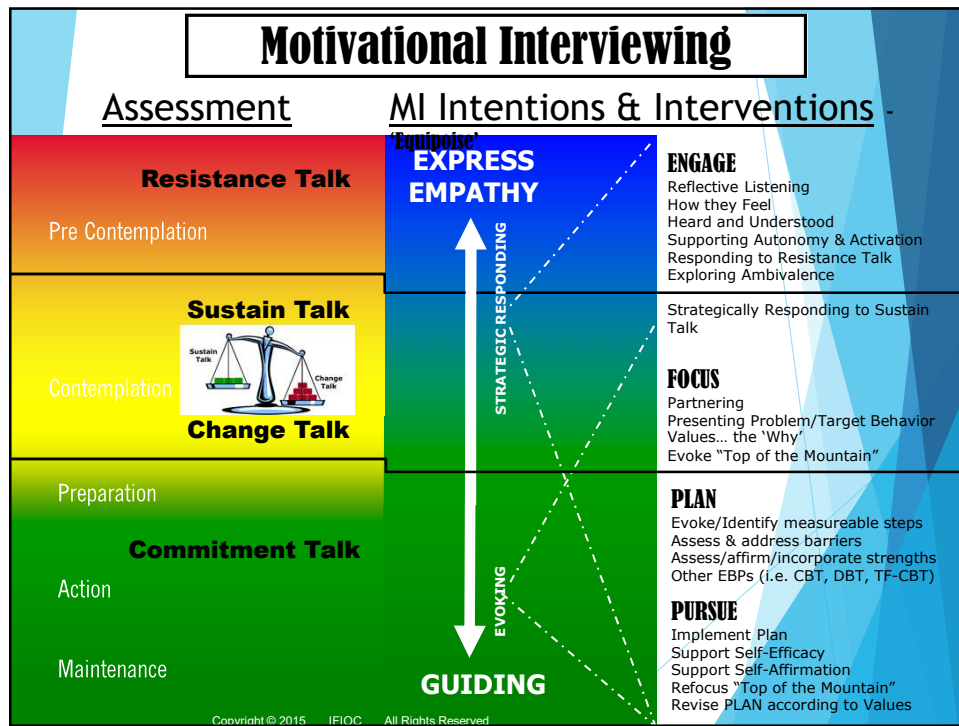 Motivational Interviewing
Assessment
MI Intentions & Interventions -
‘Equipoise’
Resistance Talk
Pre Contemplation
Sustain Talk
Sustain
Talk
Change
Talk
Contemplation
Change Talk
Preparation
Commitment Talk
Action
Maintenance
EXPRESS
EMPATHY
STRATEGIC RESPONDING
EVOKING
GUIDING
ENGAGE
Reflective Listening
How they Feel
Heard and Understood
Supporting Autonomy & Activation
Responding to Resistance Talk
Exploring Ambivalence
Strategically Responding to Sustain
Talk
FOCUS
Partnering
Presenting Problem/Target Behavior
Values… the ‘Why’
Evoke “Top of the Mountain”
PLAN
Evoke/Identify measureable steps
Assess & address barriers
Assess/affirm/incorporate strengths
Other EBPs (i.e. CBT, DBT, TF-CBT)
PURSUE
Implement Plan
Support Self-Efficacy
Support Self-Affirmation
Refocus “Top of the Mountain”
Revise PLAN according to Values
Copyright © 2015 IFIOC All Rights Reserved